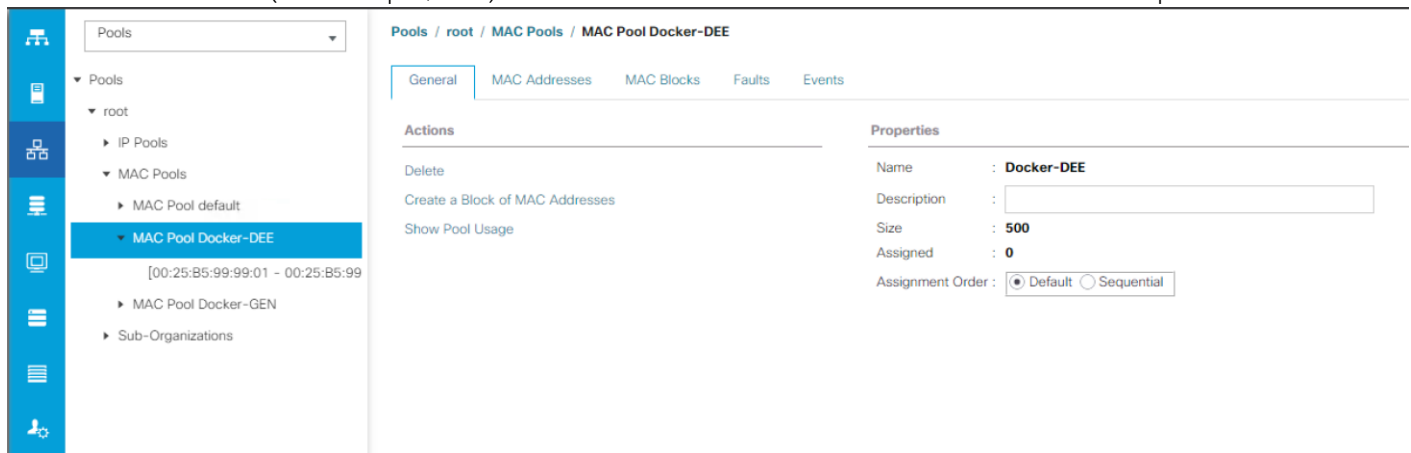 Pools
Pools
root
IP Pools
MAC Pools
MAC Pool default
MAC Pool Docker-DEE
[00:25:B5:99:99:01 - 00:25:B5:99
MAC Pool Docker-GEN
Sub-Organizations
Pools / root / MAC Pools / MAC Pool Docker-DEE
General MAC Addresses MAC Blocks Faults Events
Actions
Delete
Create a Block of MAC Addresses
Show Pool Usage
Properties
Name : Docker-DEE
Description :
Size : 500
Assigned : 0
Assignment Order : Default Sequential